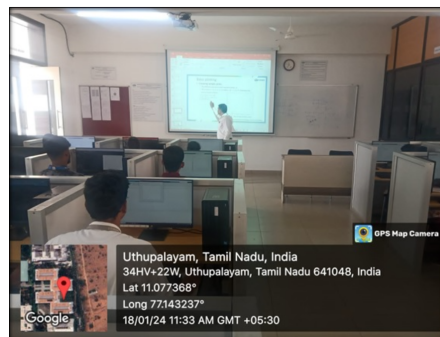 GPS Map Camera
Uthupalayam, Tamil Nadu, India
34HV+22W, Uthupalayam, Tamil Nadu 641048, India
Lat 11.077368°
Long 77.143237°
18/01/24 11:33 AM GMT +05:30
Google